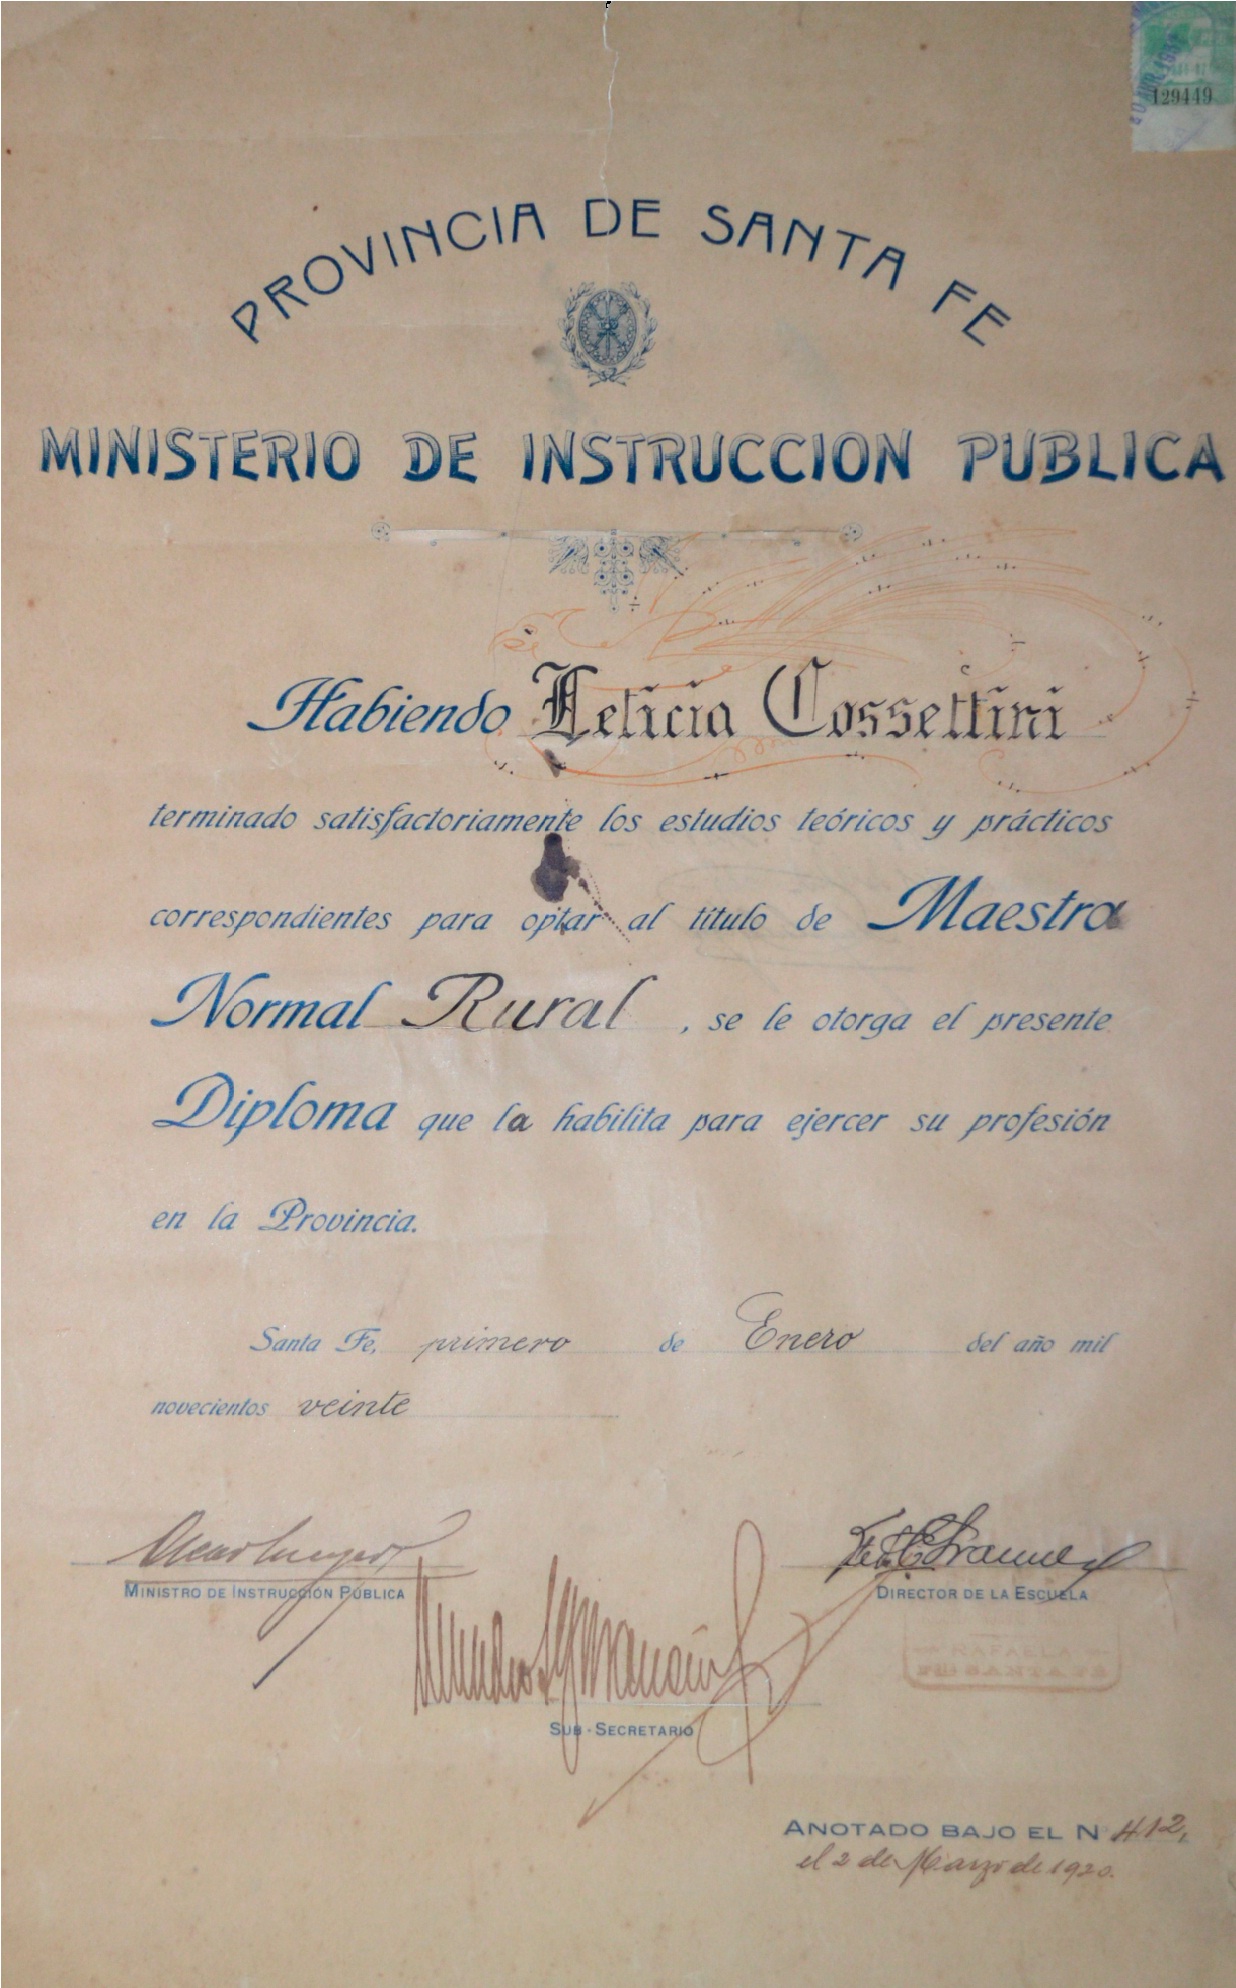 129449
PROVINCIA DE SANTA FE
MINISTERIO DE INSTRUCCION PUBLICA
Habiendo Leticia Cossettini
terminado satisfactoriamente los estudios teóricos y prácticos
correspondientes para optar al título de Maestra
Normal Rural, se le otorga el presente
Diploma que la habilita para ejercer su profesión
en la Provincia.
Santa Fe, primero de Enero del año mil
novecientos veinte
MINISTRO DE INSTRUCCIÓN PÚBLICA
DIRECTOR DE LA ESCUELA
RAFAELA
SUB-SECRETARIO
ANOTADO BAJO EL N 412,
el 2 de Marzo de 1920.